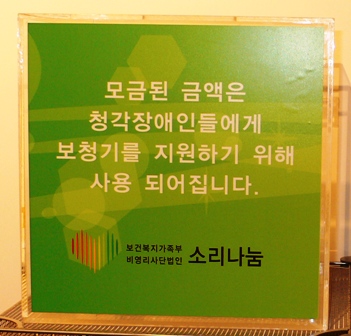 모금된 금액은
청각장애인들에게
보청기를 지원하기 위해
사용 되어집니다.
보건복지가족부
비영리사단법인 소리나눔